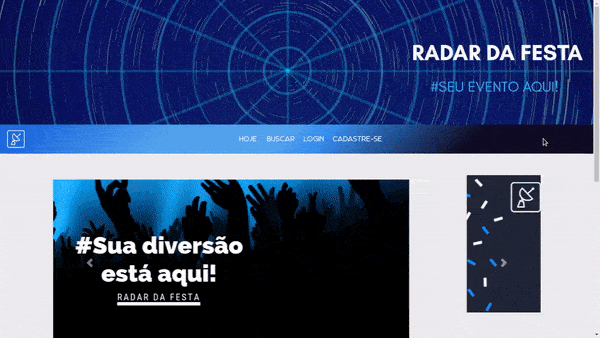 RADAR DA FESTA
#SEU EVENTO AQUI!
HOJE BUSCAR LOGIN CADASTRE-SE
#Sua diversão
está aqui!
RADAR DA FESTA